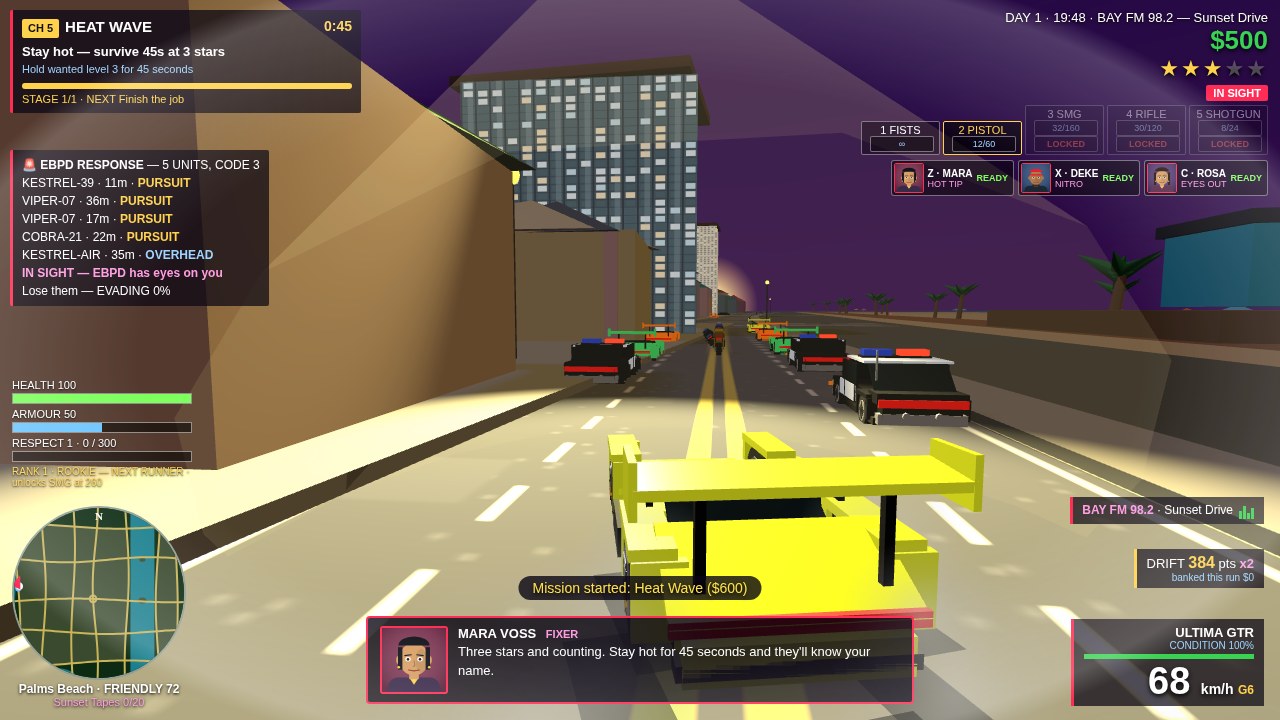 CH 5 HEAT WAVE 0:45
Stay hot — survive 45s at 3 stars
Hold wanted level 3 for 45 seconds
STAGE 1/1 · NEXT Finish the job
DAY 1 · 19:48 · BAY FM 98.2 — Sunset Drive
$500
IN SIGHT
1 FISTS
∞
2 PISTOL
12/60
3 SMG
32/160
LOCKED
4 RIFLE
30/120
LOCKED
5 SHOTGUN
8/24
LOCKED
Z · MARA
HOT TIP
READY
X · DEKE
NITRO
READY
C · ROSA
EYES OUT
READY
🚨 EBPD RESPONSE — 5 UNITS, CODE 3
KESTREL-39 · 11m · PURSUIT
VIPER-07 · 36m · PURSUIT
VIPER-07 · 17m · PURSUIT
COBRA-21 · 22m · PURSUIT
KESTREL-AIR · 35m · OVERHEAD
IN SIGHT — EBPD has eyes on you
Lose them — EVADING 0%
HEALTH 100
ARMOUR 50
RESPECT 1 · 0 / 300
RANK 1 · ROOKIE — NEXT RUNNER ·
unlocks SMG at 260
N
Palms Beach · FRIENDLY 72
Sunset Tapes 0/20
BAY FM 98.2 · Sunset Drive
DRIFT 384 pts x2
banked this run $0
Mission started: Heat Wave ($600)
MARA VOSS FIXER
Three stars and counting. Stay hot for 45 seconds and they'll know your
name.
ULTIMA GTR
CONDITION 100%
68 km/h G6